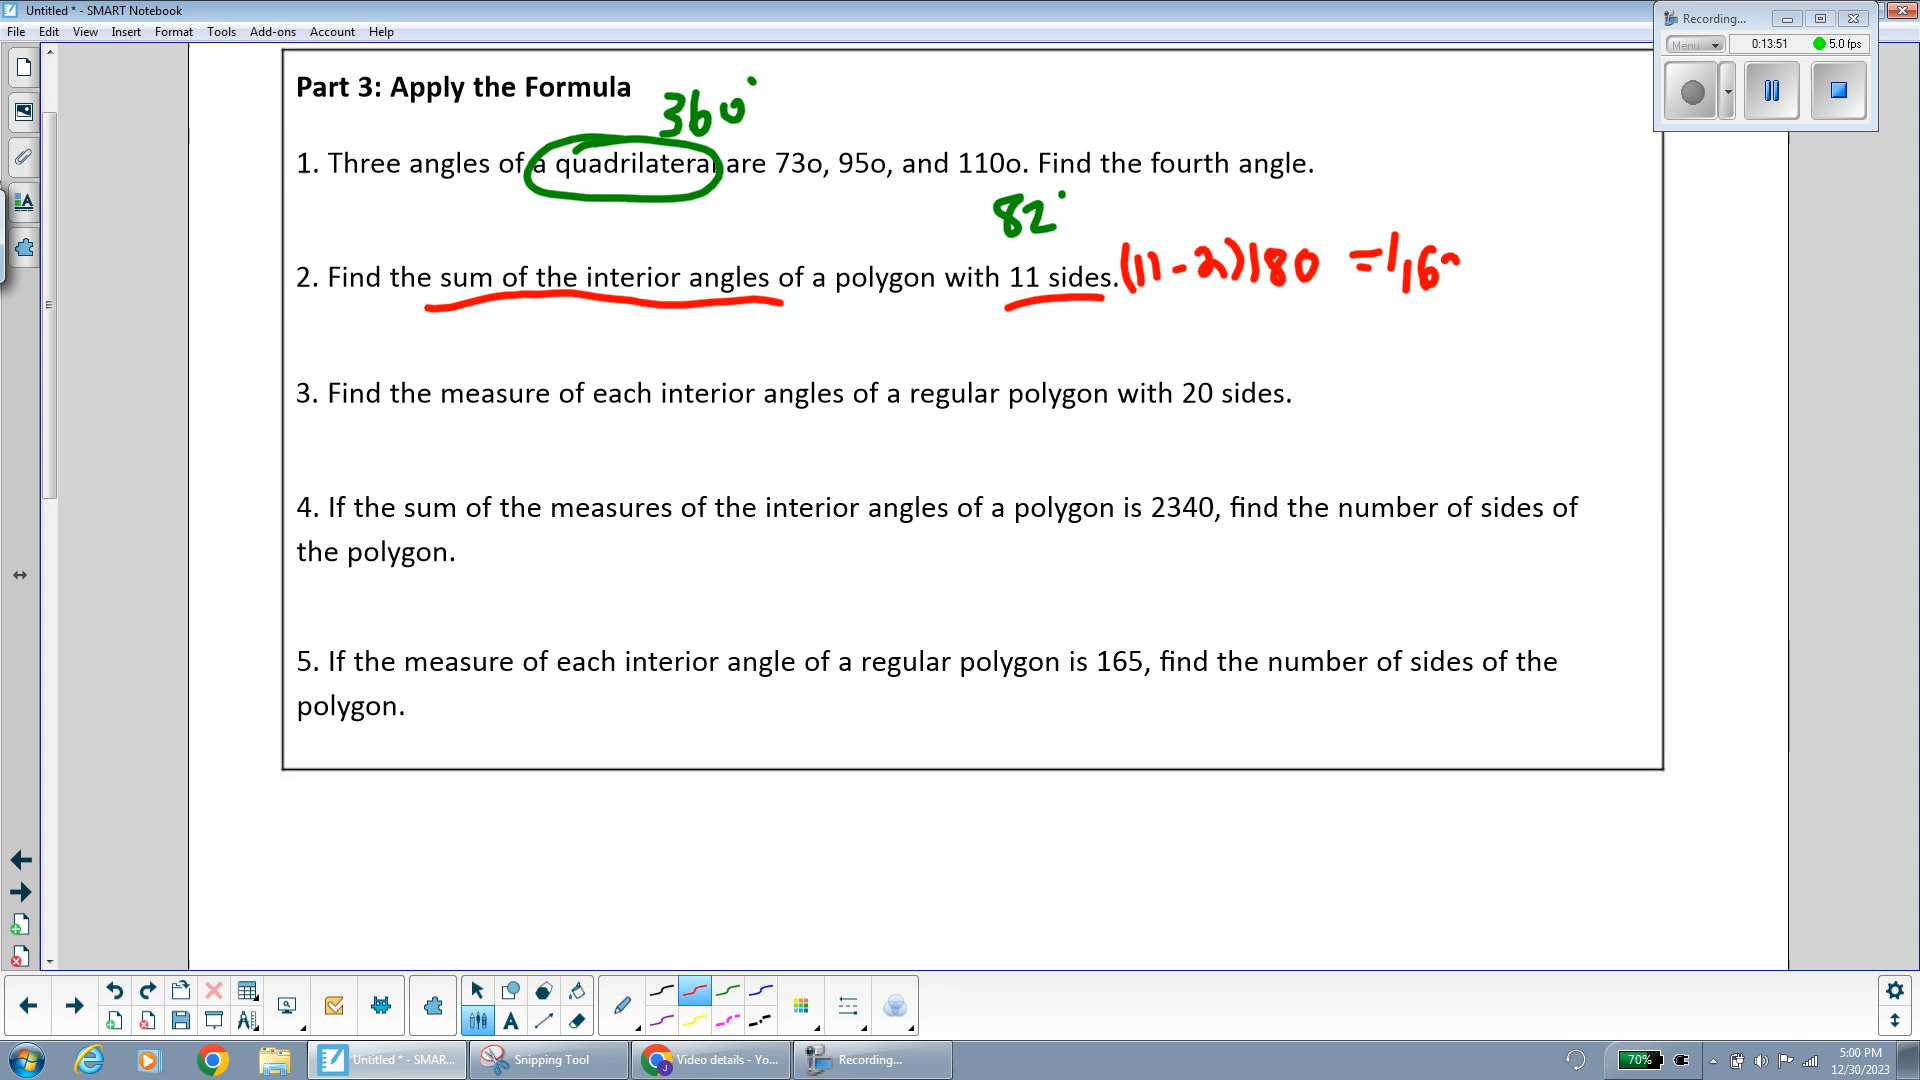 Untitled * - SMART Notebook
File Edit View Insert Format Tools Add-ons Account Help
Recording...
Menu 0:13:51 5.0 fps
Part 3: Apply the Formula
360°
1. Three angles of a quadrilateral are 73o, 95o, and 110o. Find the fourth angle.
82°
2. Find the sum of the interior angles of a polygon with 11 sides. (11-2)180 = 1,16
3. Find the measure of each interior angles of a regular polygon with 20 sides.
4. If the sum of the measures of the interior angles of a polygon is 2340, find the number of sides of
the polygon.
5. If the measure of each interior angle of a regular polygon is 165, find the number of sides of the
polygon.
Untitled * - SMAR... Snipping Tool Video details - Yo... Recording... 70% 5:00 PM
12/30/2023